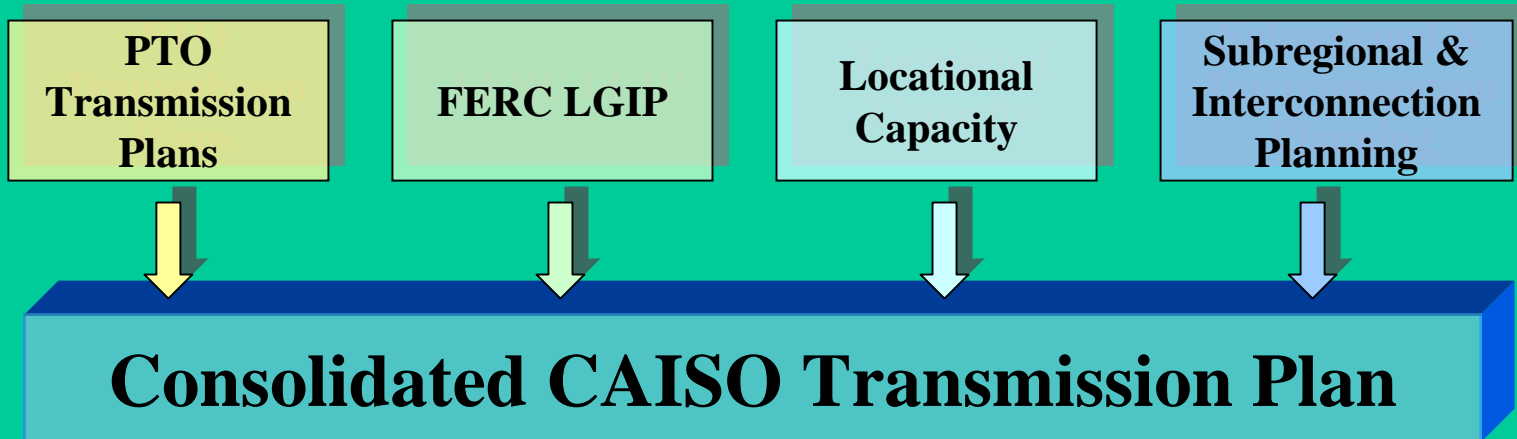 PTO
Transmission
Plans
FERC LGIP
Locational
Capacity
Subregional &
Interconnection
Planning
Consolidated CAISO Transmission Plan